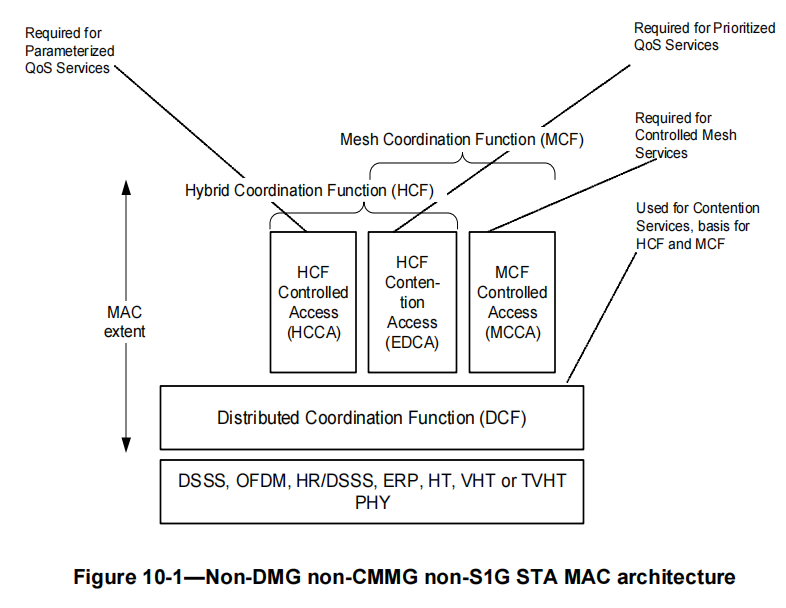 Required for
Parameterized
QoS Services
Required for Prioritized
QoS Services
Mesh Coordination Function (MCF)
Required for
Controlled Mesh
Services
Hybrid Coordination Function (HCF)
Used for Contention
Services, basis for
HCF and MCF
MAC
extent
HCF
Controlled
Access
(HCCA)
HCF
Conten-
tion
Access
(EDCA)
MCF
Controlled
Access
(MCCA)
Distributed Coordination Function (DCF)
DSSS, OFDM, HR/DSSS, ERP, HT, VHT or TVHT
PHY
Figure 10-1—Non-DMG non-CMMG non-S1G STA MAC architecture